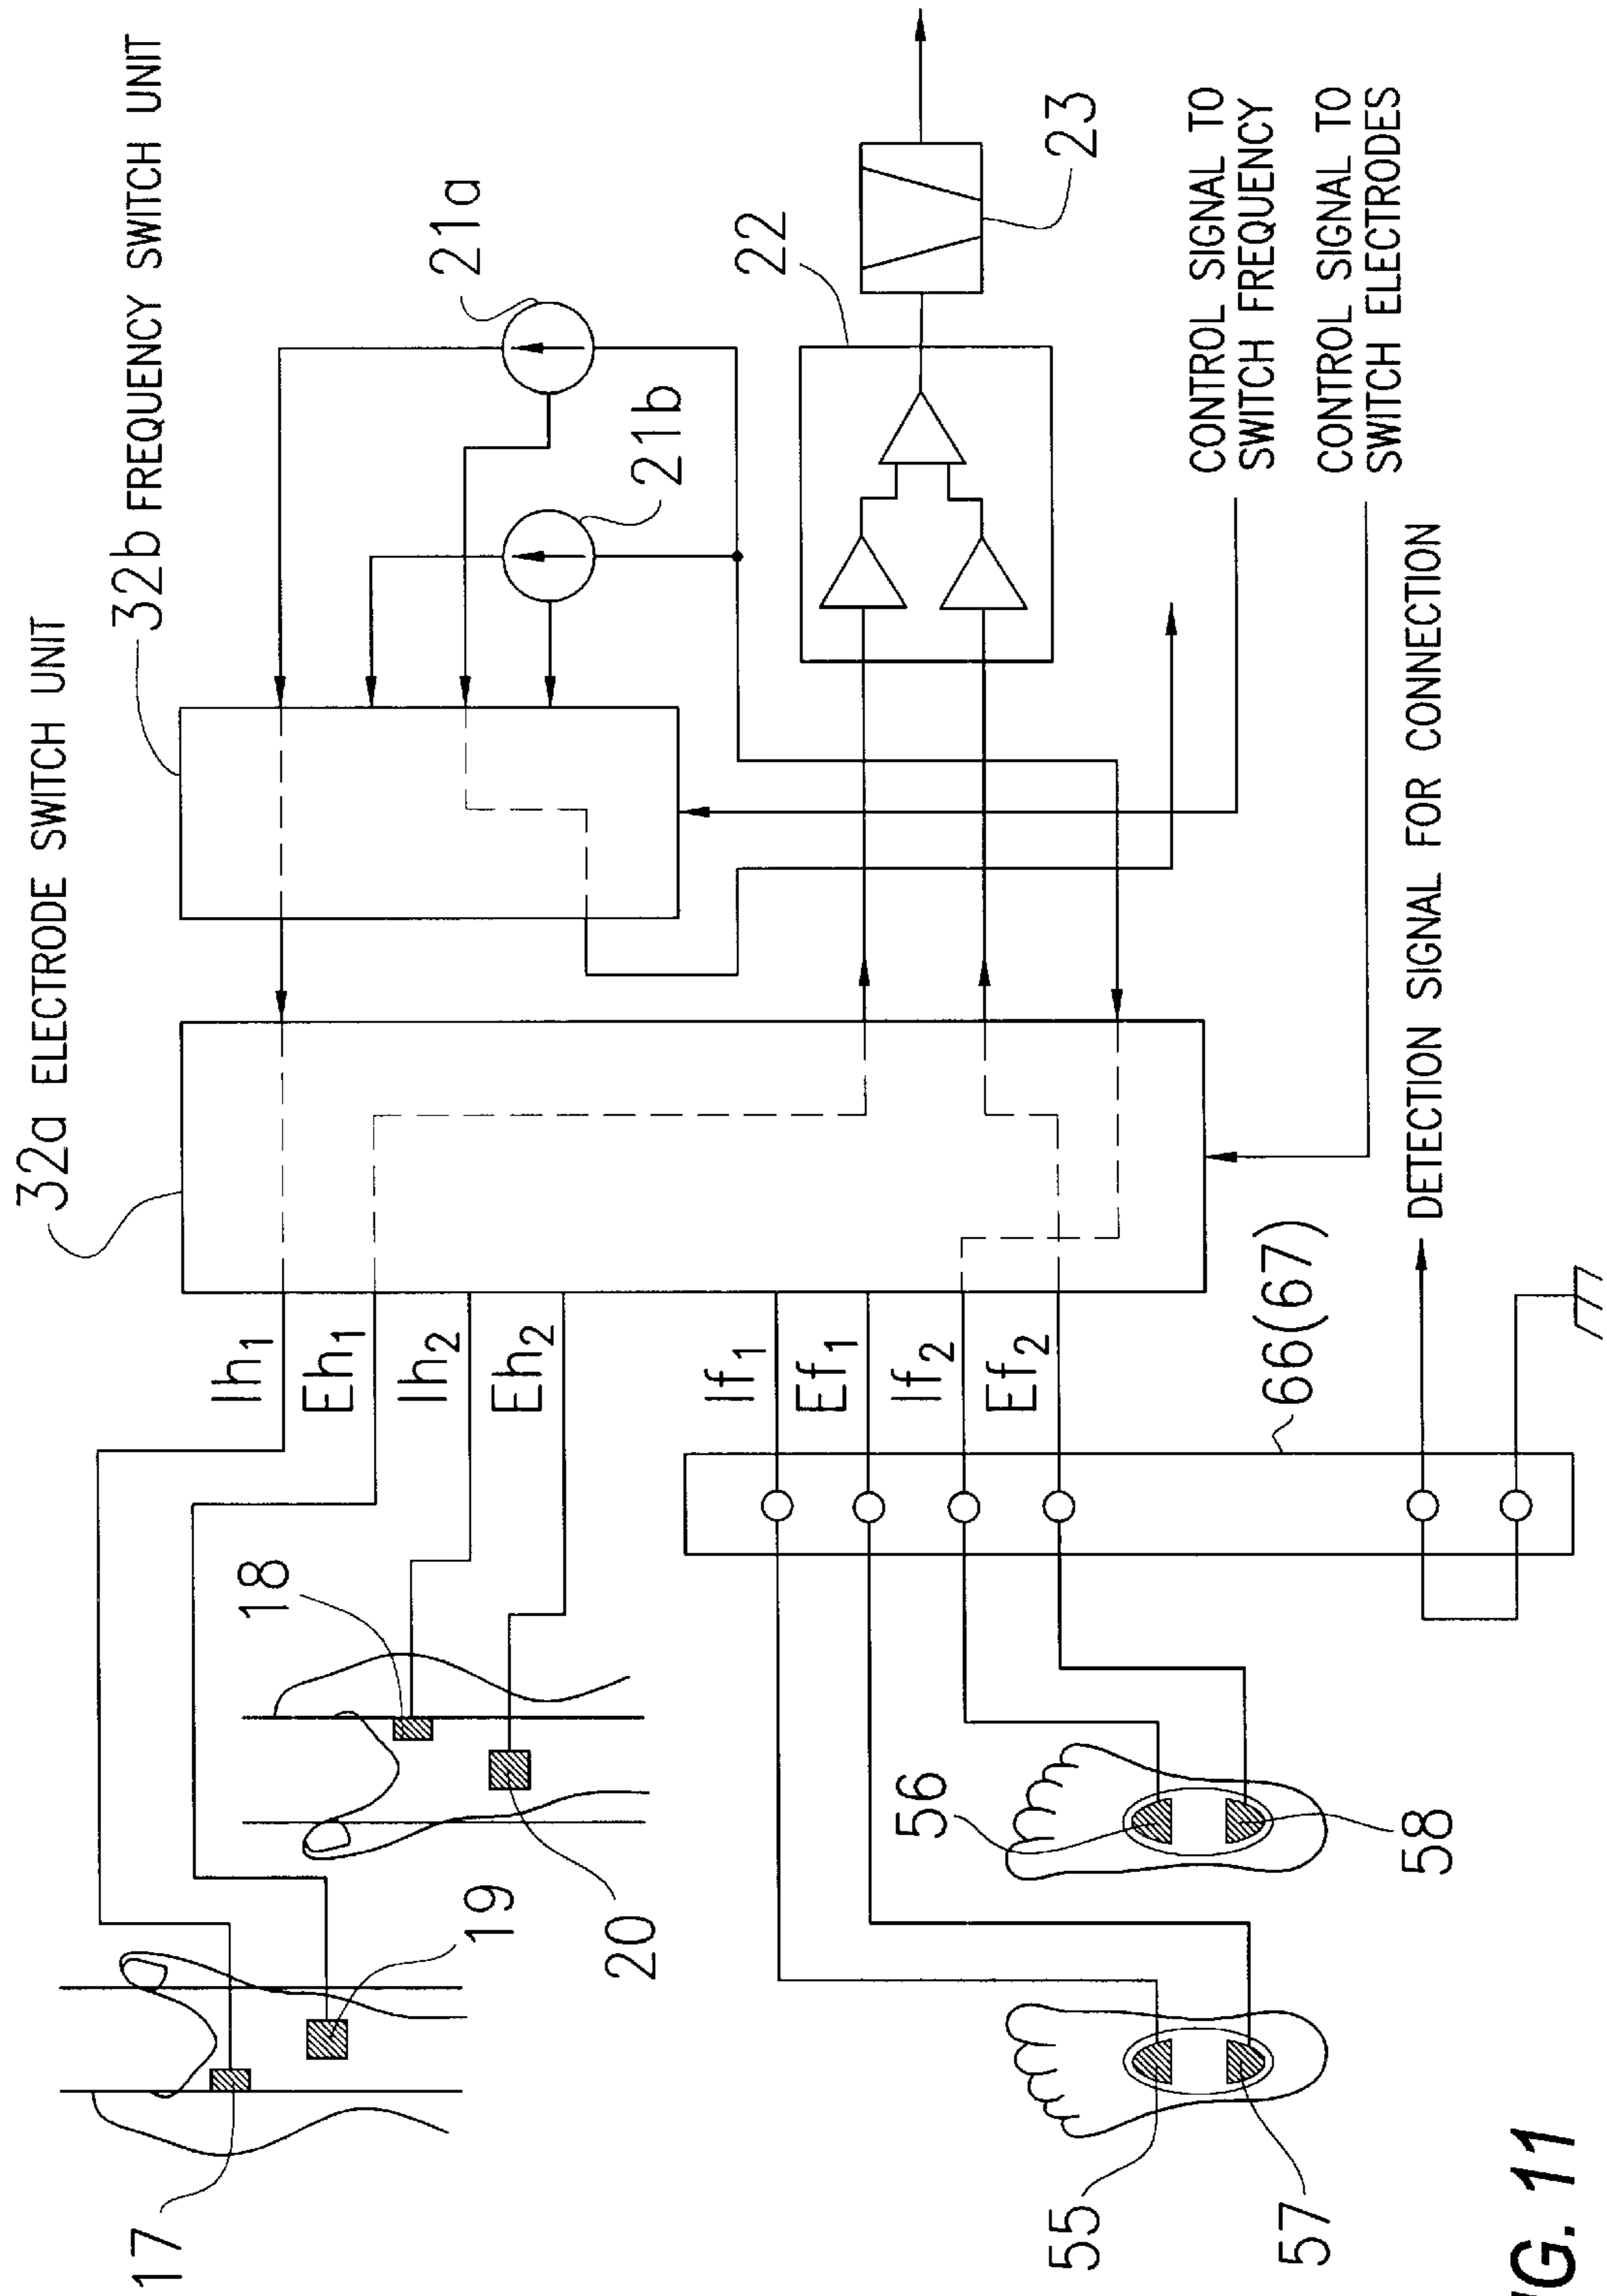 32a ELECTRODE SWITCH UNIT
32b FREQUENCY SWITCH UNIT
21a
21b
22
23
CONTROL SIGNAL TO
SWITCH FREQUENCY
CONTROL SIGNAL TO
SWITCH ELECTRODES
DETECTION SIGNAL FOR CONNECTION
Ih₁
Eh₁
Ih₂
Eh₂
If₁
Ef₁
If₂
Ef₂
66(67)
17
19
18
20
55
57
56
58
IG. 11